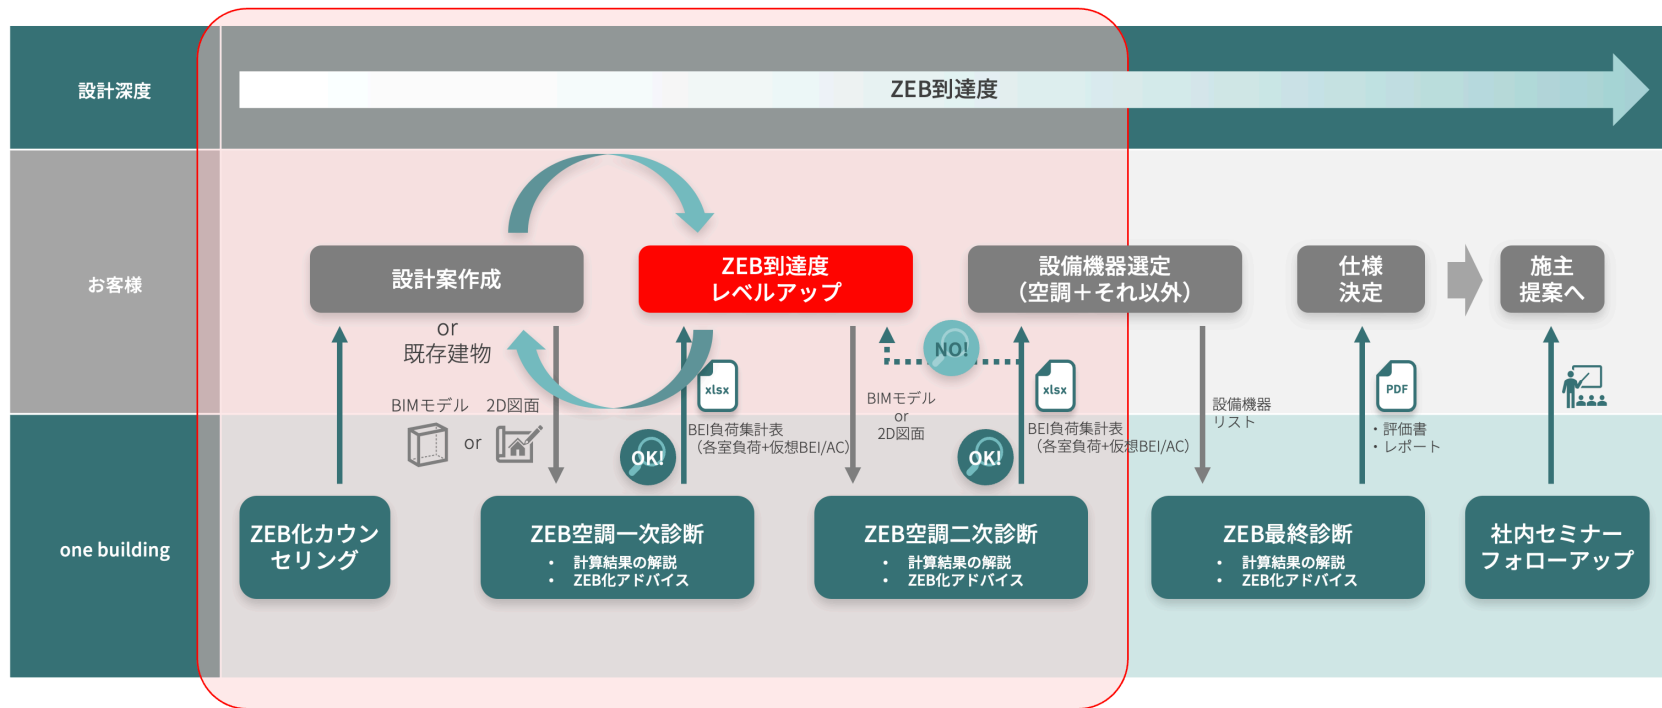 設計深度
ZEB到達度
お客様
設計案作成
ZEB到達度
レベルアップ
設備機器選定
（空調＋それ以外）
仕様
決定
施主
提案へ
or
既存建物
NO!
BIMモデル
2D図面
or
xlsx
BEI負荷集計表
（各室負荷+仮想BEI/AC）
OK!
BIMモデル
or
2D図面
xlsx
BEI負荷集計表
（各室負荷+仮想BEI/AC）
OK!
設備機器
リスト
PDF
・評価書
・レポート
one building
ZEB化カウン
セリング
ZEB空調一次診断
• 計算結果の解説
• ZEB化アドバイス
ZEB空調二次診断
• 計算結果の解説
• ZEB化アドバイス
ZEB最終診断
• 計算結果の解説
• ZEB化アドバイス
社内セミナー
フォローアップ